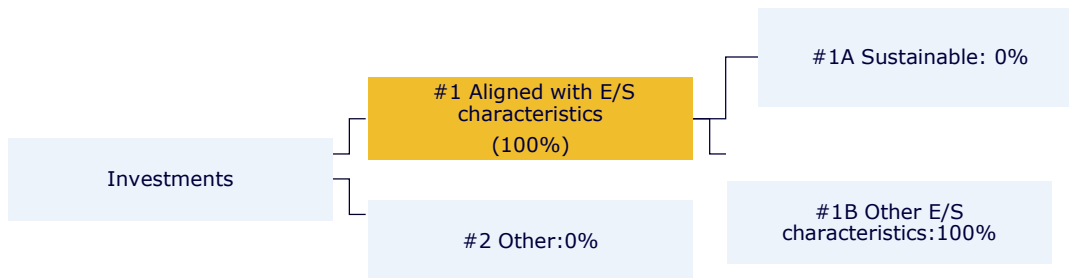 Investments
#1 Aligned with E/S
characteristics
(100%)
#2 Other:0%
#1A Sustainable: 0%
#1B Other E/S
characteristics:100%